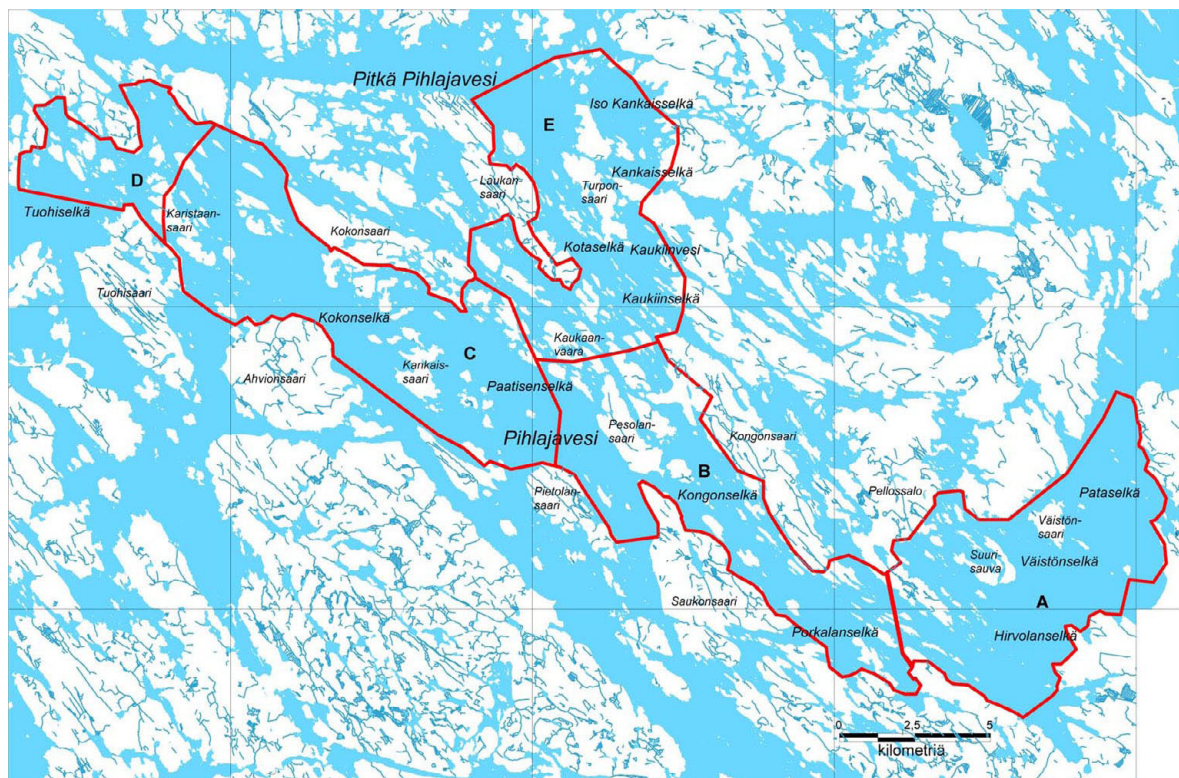 Pitkä Pihlajavesi
Iso Kankaisselkä
E
D
Laukan-
saari
Kankaisselkä
Turpon-
saari
Tuohiselkä
Karistaan-
saari
Kokonsaari
Kotaselkä
Kaukiinvesi
Tuohisaari
Kaukiinselkä
Kokonselkä
C
Kaukaan-
vaara
Ahvionsaari
Karikais-
saari
Paatisenselkä
Pihlajavesi
Pesolan-
saari
Kongonsaari
B
Kongonselkä
Pietolan-
saari
Pellossalo
Pataselkä
Väistön-
saari
Suuri-
sauva
Väistönselkä
Saukonsaari
A
Porkalanselkä
Hirvolanselkä
0 2,5 5
kilometriä